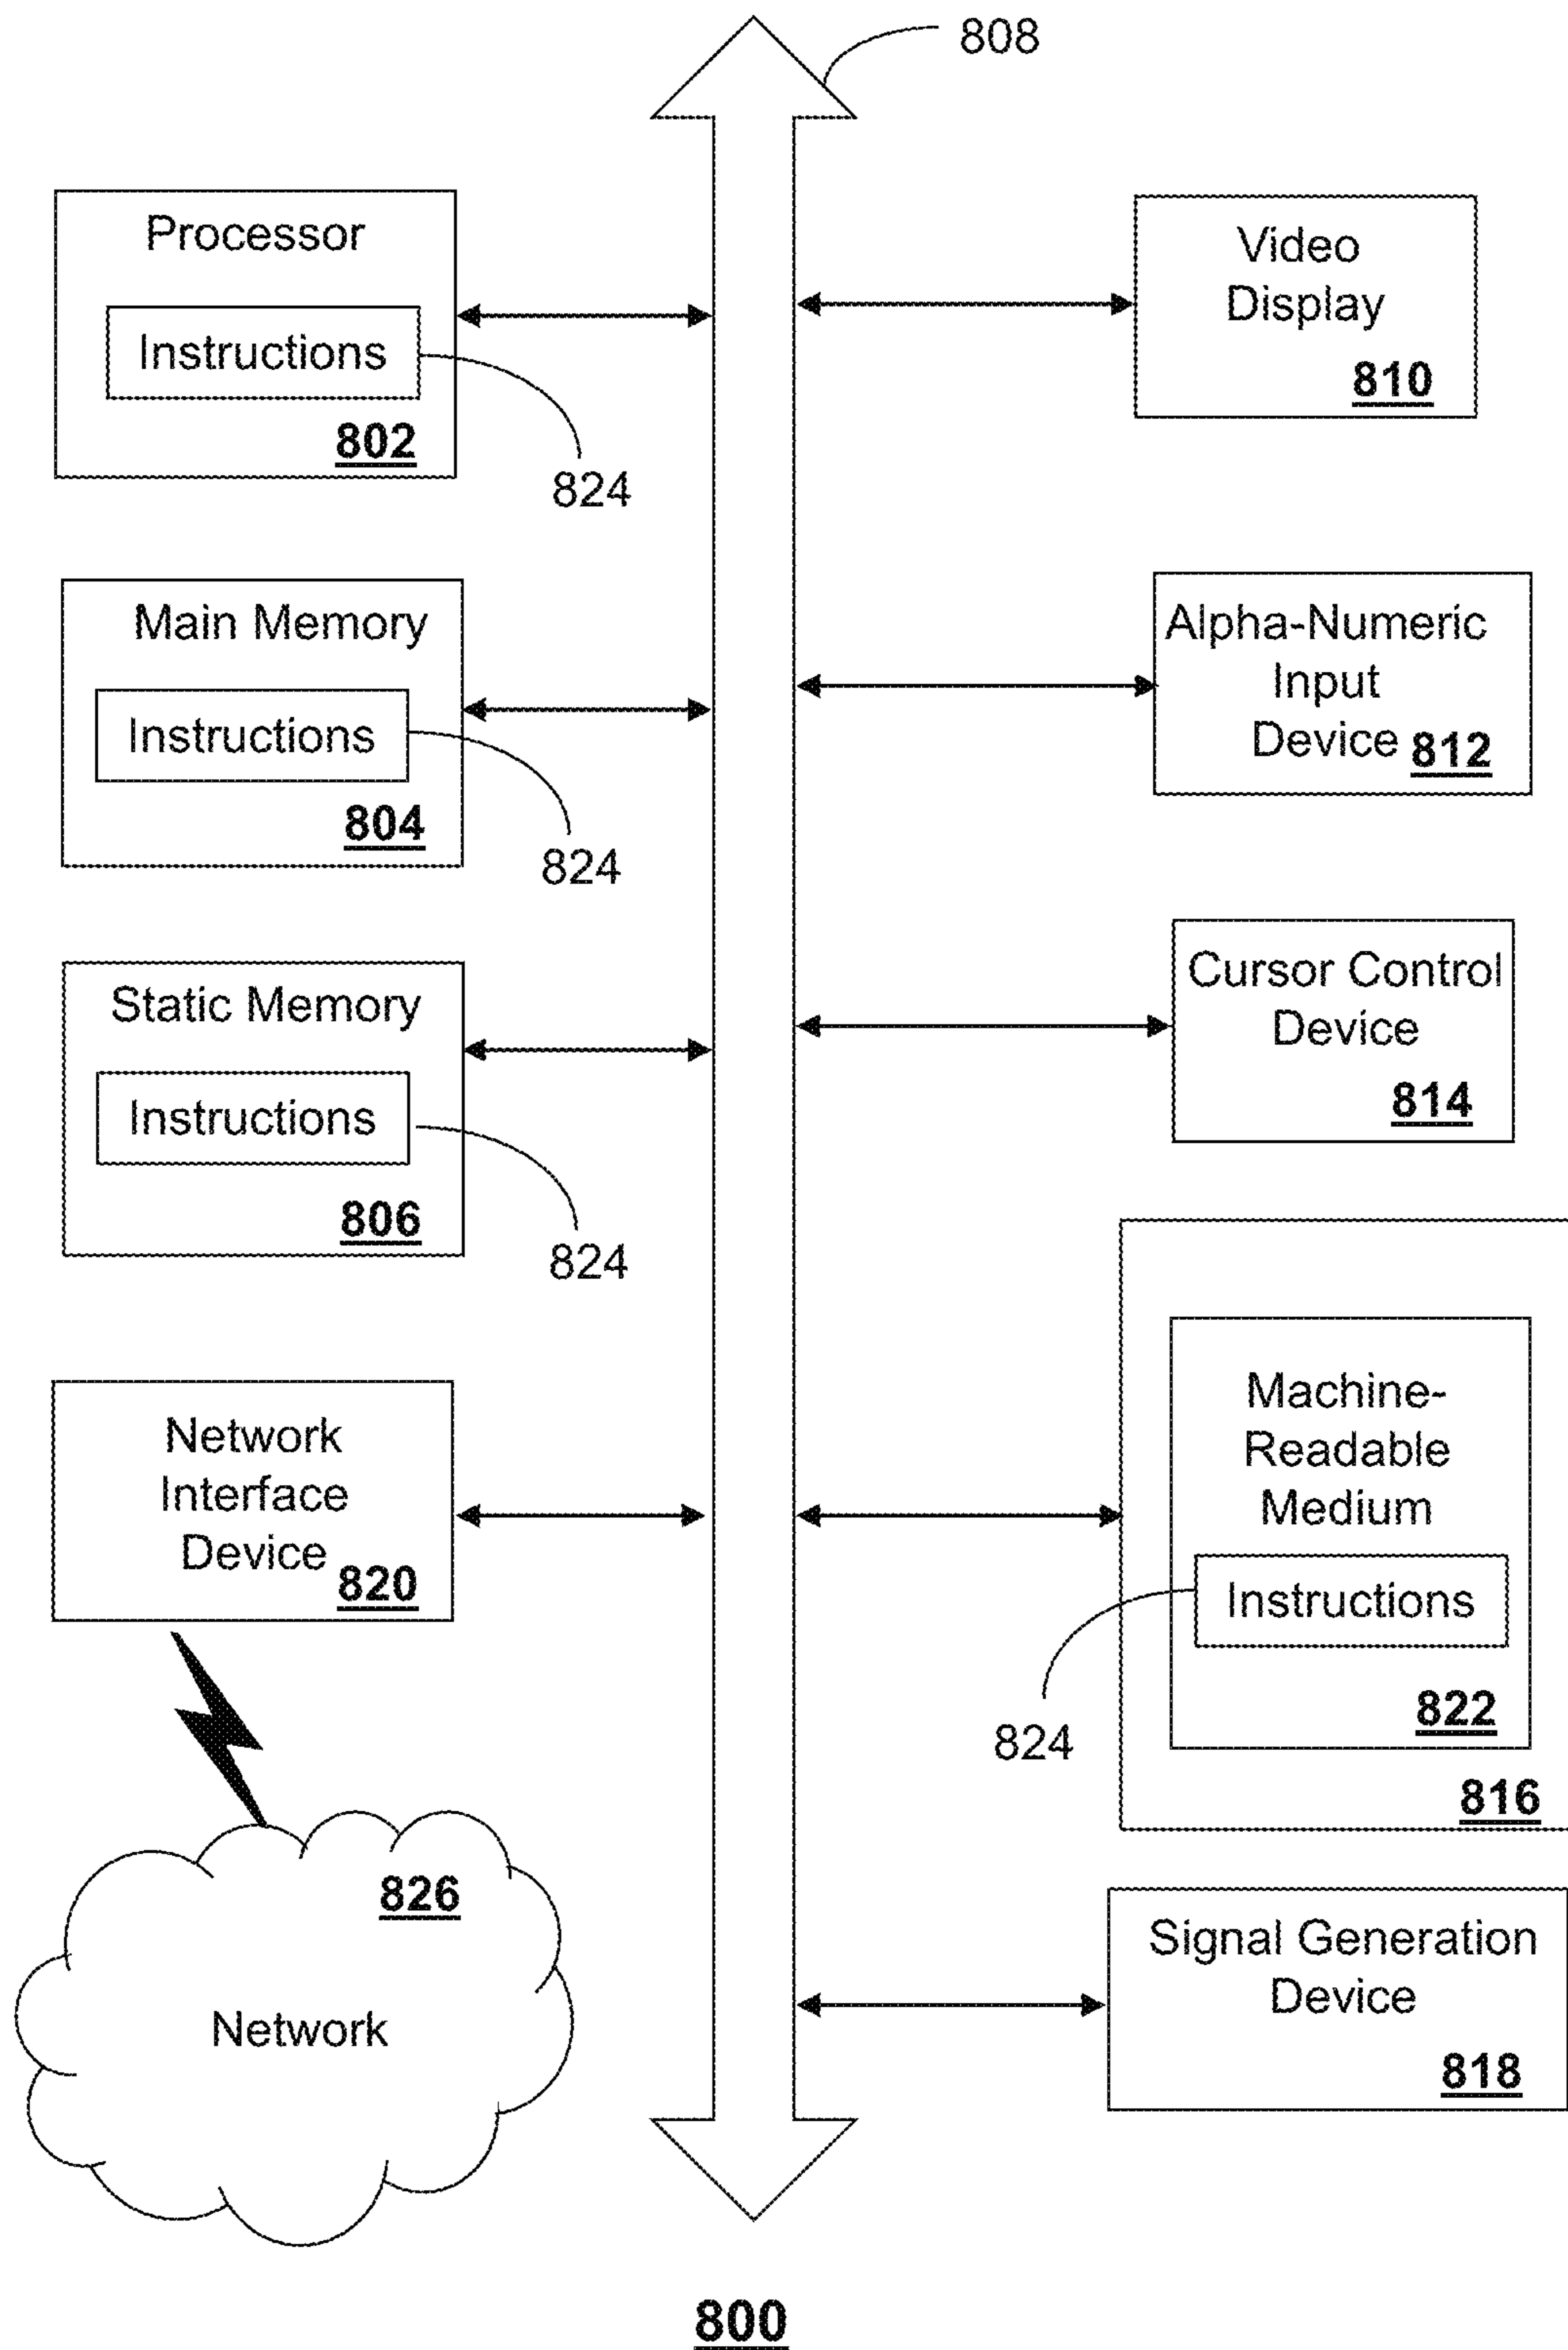 808
Processor
Instructions
802
824
Main Memory
Instructions
804
824
Static Memory
Instructions
806
824
Network
Interface
Device
820
826
Network
Video
Display
810
Alpha-Numeric
Input
Device 812
Cursor Control
Device
814
Machine-
Readable
Medium
Instructions
822
824
816
Signal Generation
Device
818
800